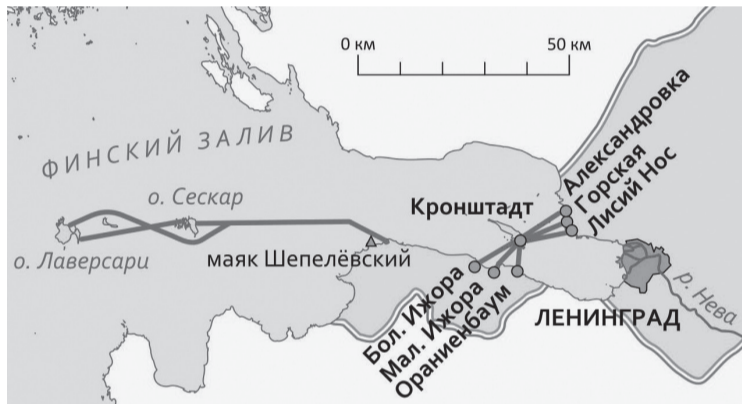 0 км
50 км
ФИНСКИЙ ЗАЛИВ
Александровка
Горская
Лисий Нос
о. Сескар
Кронштадт
о. Лаверсари
маяк Шепелёвский
Бол. Ижора
Мал. Ижора
Ораниенбаум
ЛЕНИНГРАД
р. Нева